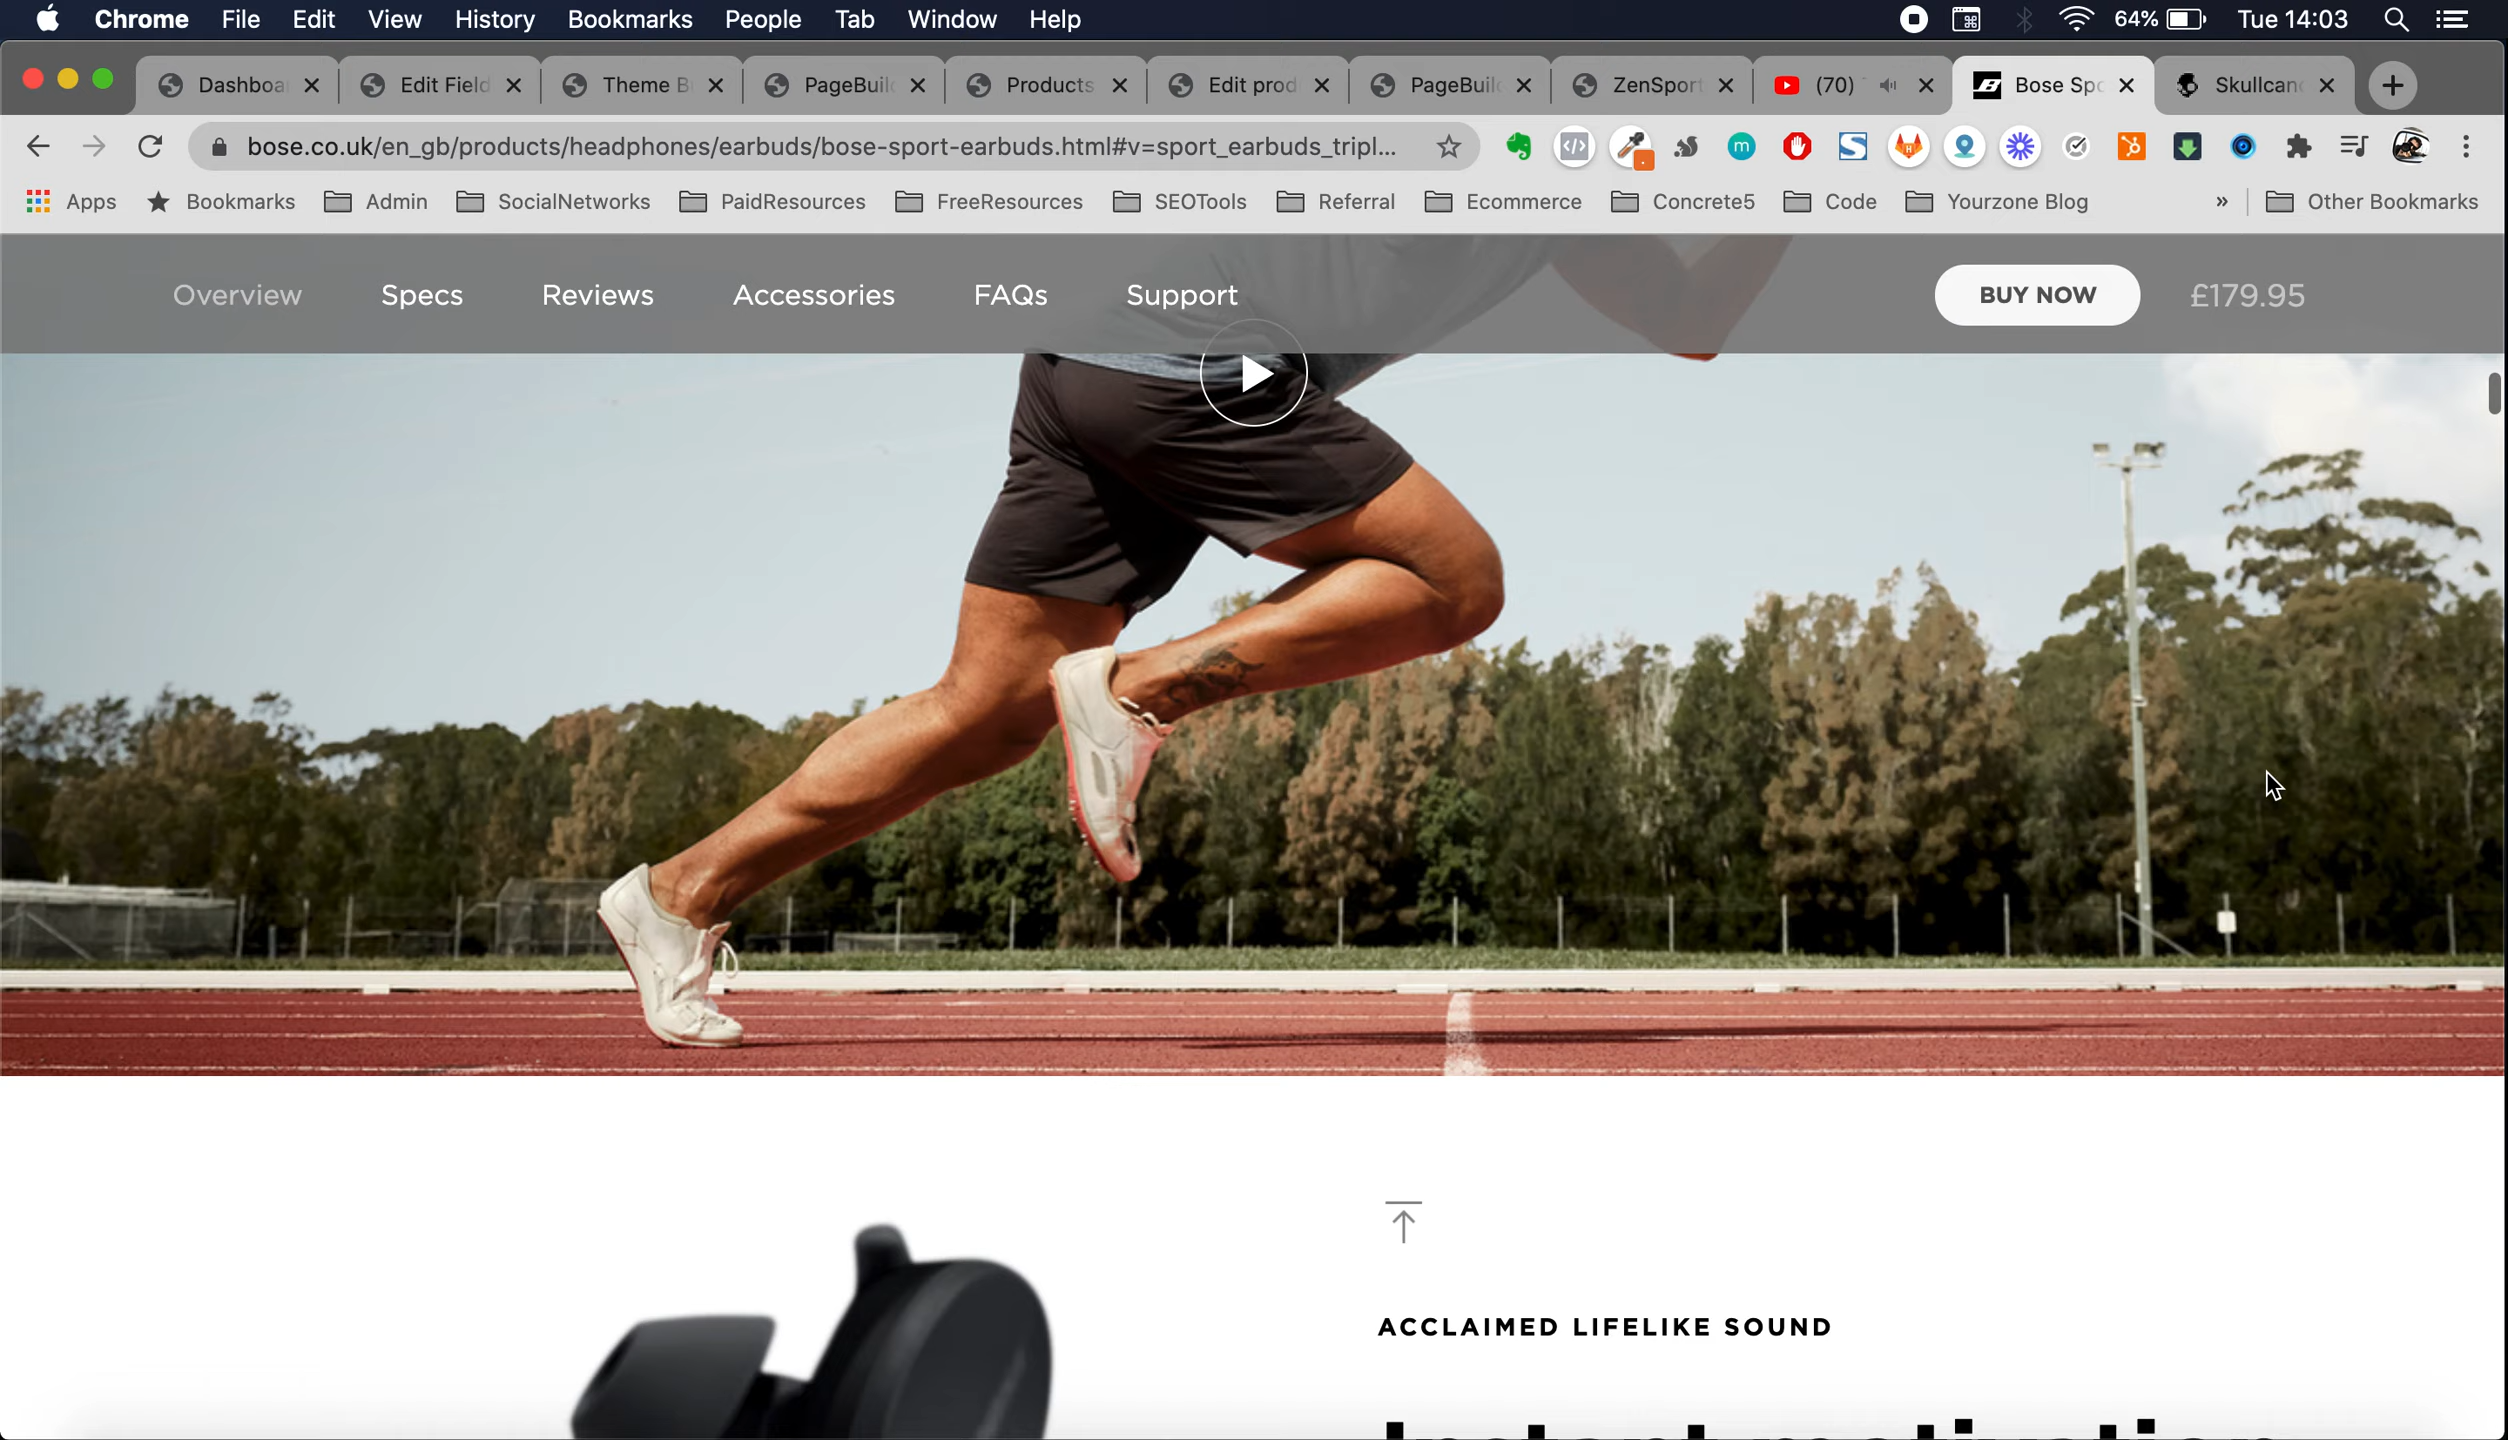 Chrome File Edit View History Bookmarks People Tab Window Help 64% Tue 14:03
Dashboa Edit Field Theme B PageBuil Products Edit prod PageBuil ZenSport (70) Bose Spo Skullcan
bose.co.uk/en_gb/products/headphones/earbuds/bose-sport-earbuds.html#v=sport_earbuds_tripl...
Apps Bookmarks Admin SocialNetworks PaidResources FreeResources SEOTools Referral Ecommerce Concrete5 Code Yourzone Blog » Other Bookmarks
Overview Specs Reviews Accessories FAQs Support BUY NOW £179.95
ACCLAIMED LIFELIKE SOUND